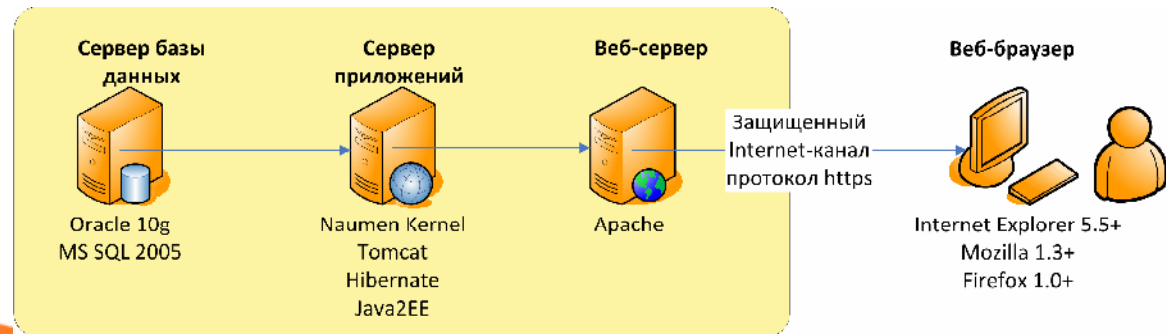 Сервер базы
данных
Oracle 10g
MS SQL 2005
Сервер
приложений
Naumen Kernel
Tomcat
Hibernate
Java2EE
Веб-сервер
Apache
Защищенный
Internet-канал
протокол https
Веб-браузер
Internet Explorer 5.5+
Mozilla 1.3+
Firefox 1.0+